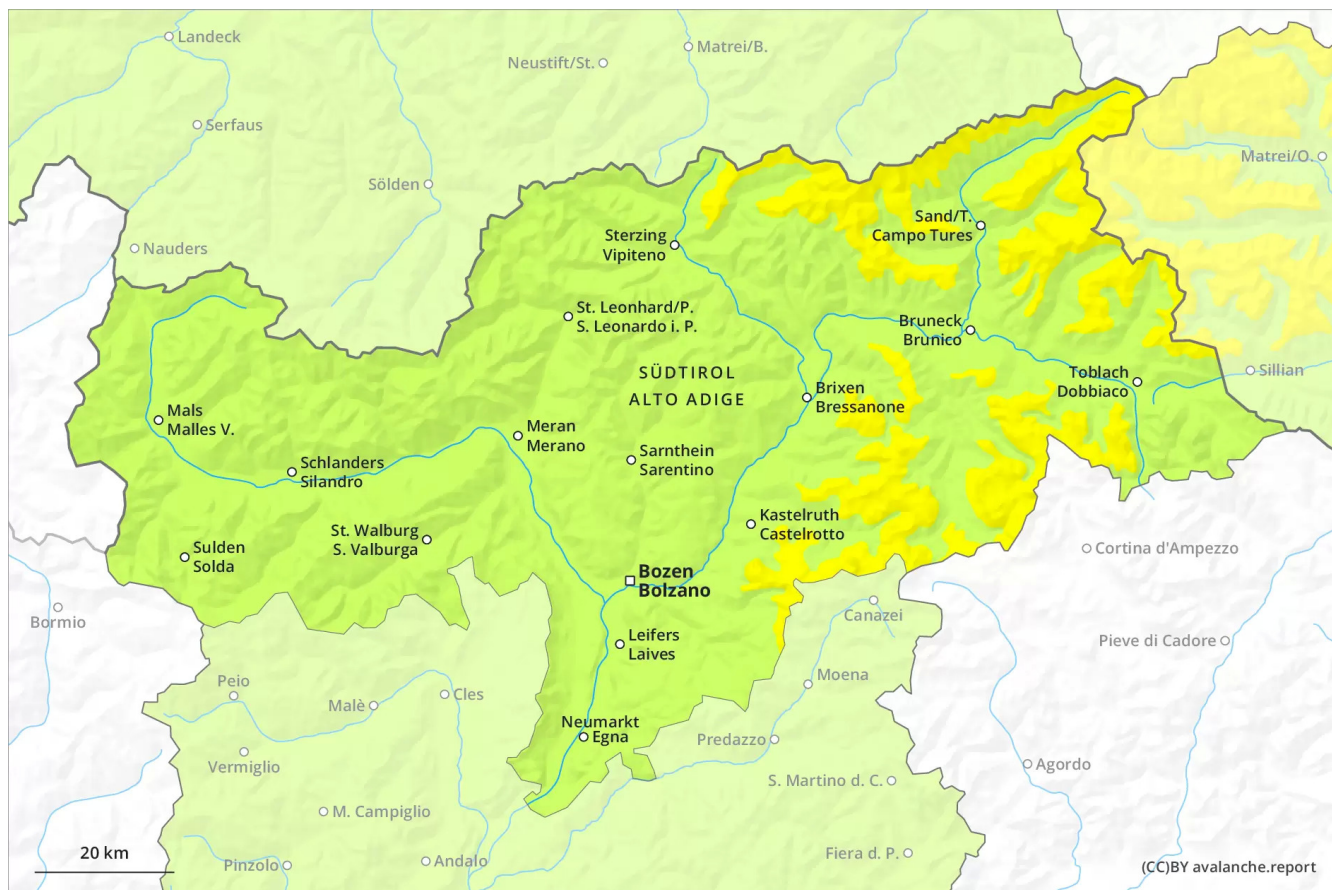 Landeck
Matrei/B.
Neustift/St.
Serfaus
Matrei/O.
Sölden
Sand/T.
Campo Tures
Sterzing
Vipiteno
Nauders
St. Leonhard/P.
S. Leonardo i. P.
Bruneck
Brunico
SÜDTIROL
ALTO ADIGE
Toblach
Dobbiaco
Sillian
Brixen
Bressanone
Mals
Malles V.
Meran
Merano
Sarnthein
Sarentino
Schlanders
Silandro
Kastelruth
Castelrotto
St. Walburg
S. Valburga
Sulden
Solda
Cortina d'Ampezzo
Bozen
Bolzano
Bormio
Canazei
Leifers
Laives
Pieve di Cadore
Peio
Moena
Cles
Malè
Neumarkt
Egna
Predazzo
Vermiglio
Agordo
S. Martino d. C.
M. Campiglio
20 km
Fiera d. P.
Andalo
Pinzolo
(CC)BY avalanche.report